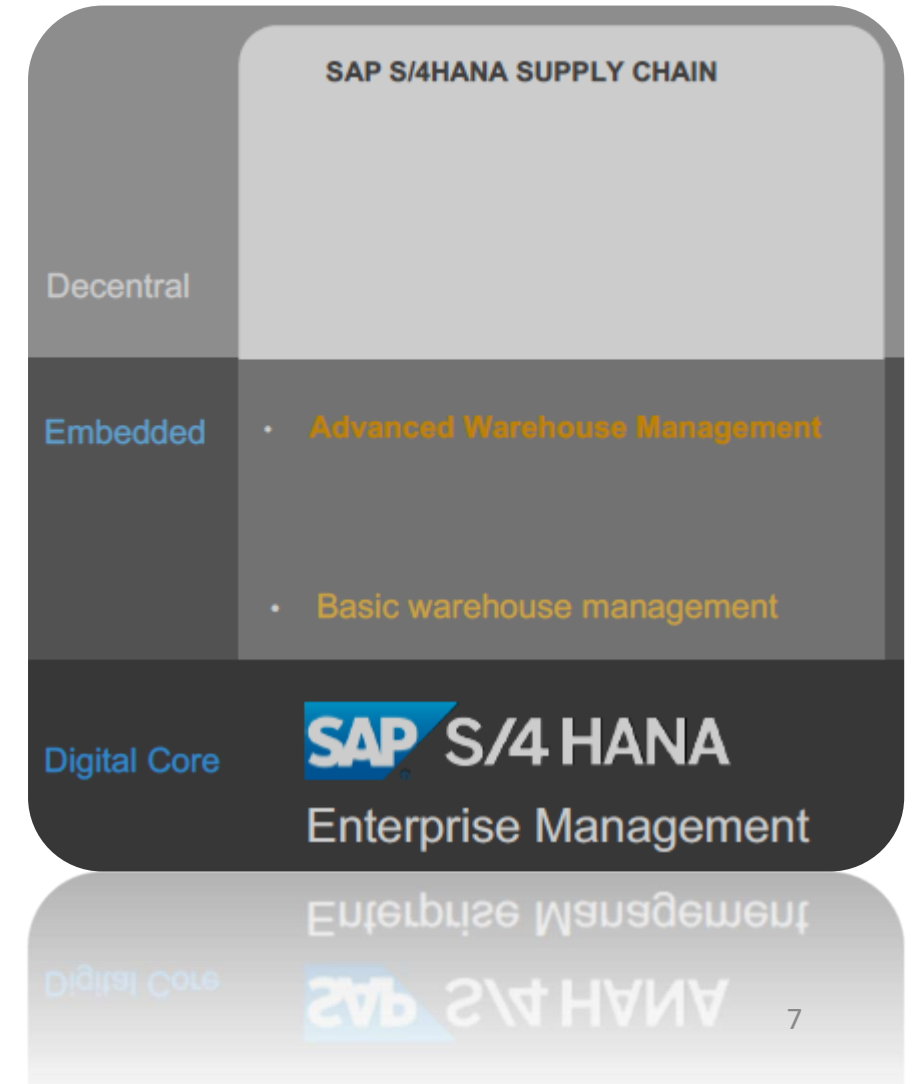 SAP S/4HANA SUPPLY CHAIN
Decentral
Embedded
• Advanced Warehouse Management
• Basic warehouse management
SAP® S/4 HANA
Digital Core
Enterprise Management
7